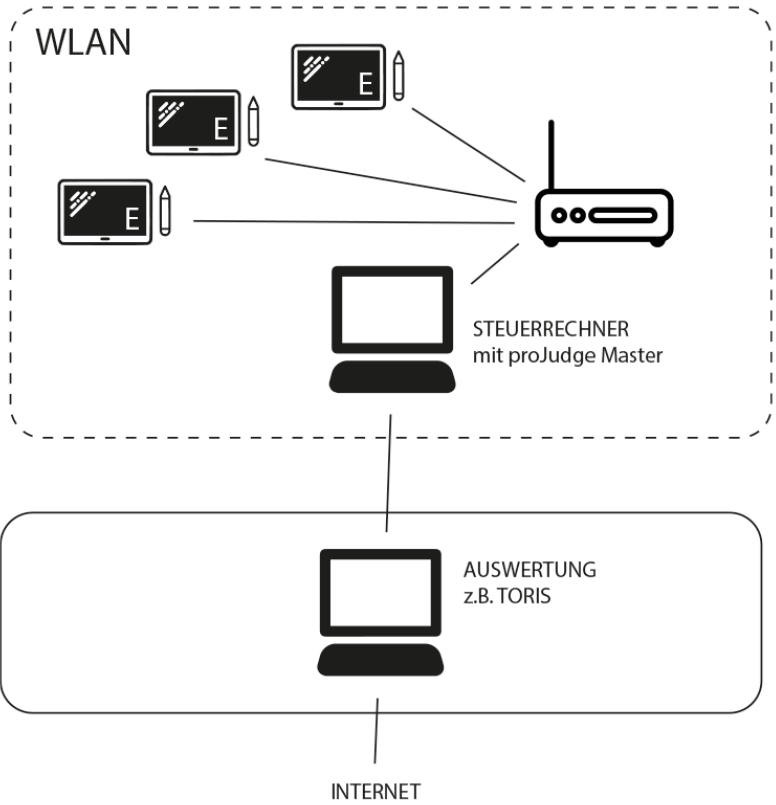 WLAN
E
E
E
STEUERRECHNER
mit proJudge Master
AUSWERTUNG
z.B. TORIS
INTERNET